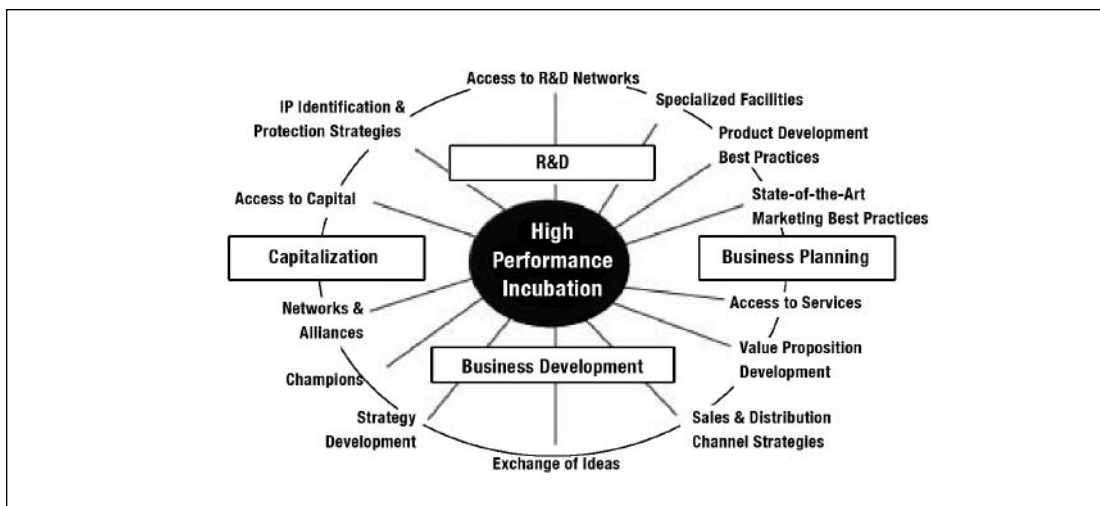 Access to R&D Networks
IP Identification &
Protection Strategies
Specialized Facilities
Product Development
Best Practices
R&D
Access to Capital
State-of-the-Art
Marketing Best Practices
High
Performance
Incubation
Capitalization
Business Planning
Networks &
Alliances
Access to Services
Value Proposition
Development
Business Development
Champions
Strategy
Development
Sales & Distribution
Channel Strategies
Exchange of Ideas